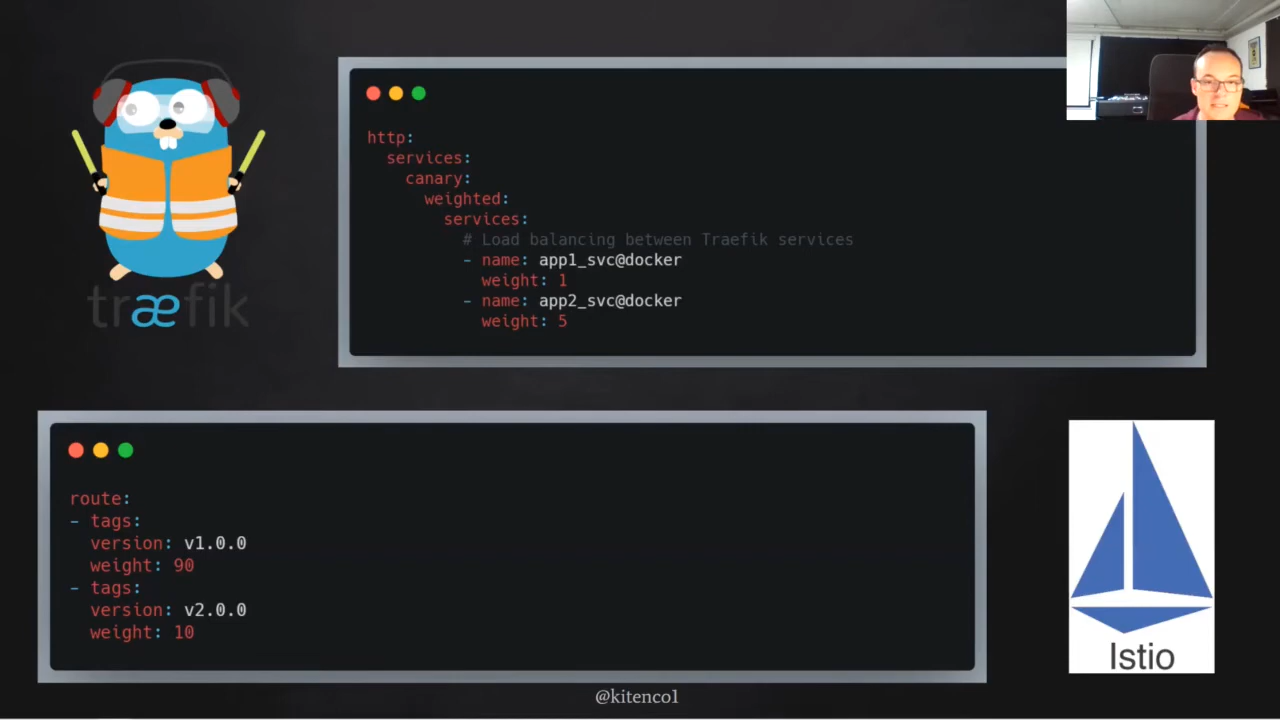 træfik
http:
  services:
    canary:
      weighted:
        services:
          # Load balancing between Traefik services
          - name: app1_svc@docker
            weight: 1
          - name: app2_svc@docker
            weight: 5
route:
- tags:
  version: v1.0.0
  weight: 90
- tags:
  version: v2.0.0
  weight: 10
Istio
@kitenco1